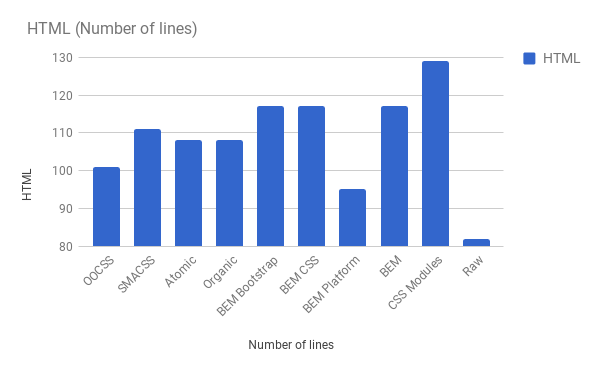 HTML (Number of lines)
HTML
130
120
110
100
90
80
HTML
OOCSS
SMACSS
Atomic
Organic
BEM Bootstrap
BEM CSS
BEM Platform
BEM
CSS Modules
Raw
Number of lines